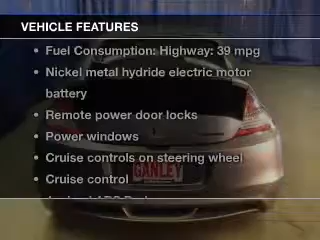 VEHICLE FEATURES
• Fuel Consumption: Highway: 39 mpg
• Nickel metal hydride electric motor
battery
• Remote power door locks
• Power windows
• Cruise controls on steering wheel
• Cruise control
GANLEY